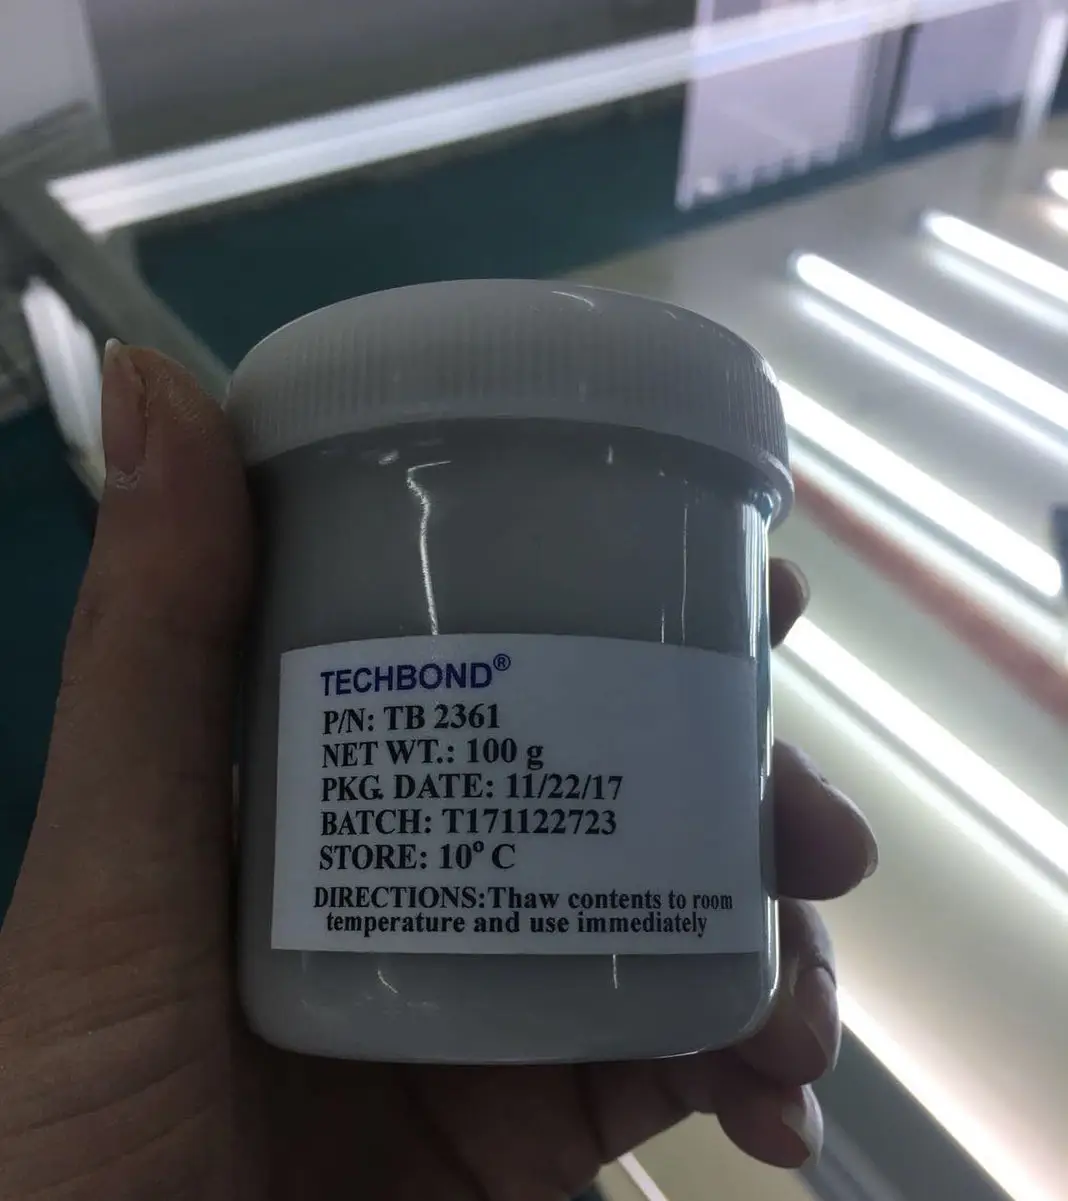 TECHBOND®
P/N: TB 2361
NET WT.: 100 g
PKG. DATE: 11/22/17
BATCH: T171122723
STORE: 10° C
DIRECTIONS:Thaw contents to room
temperature and use immediately